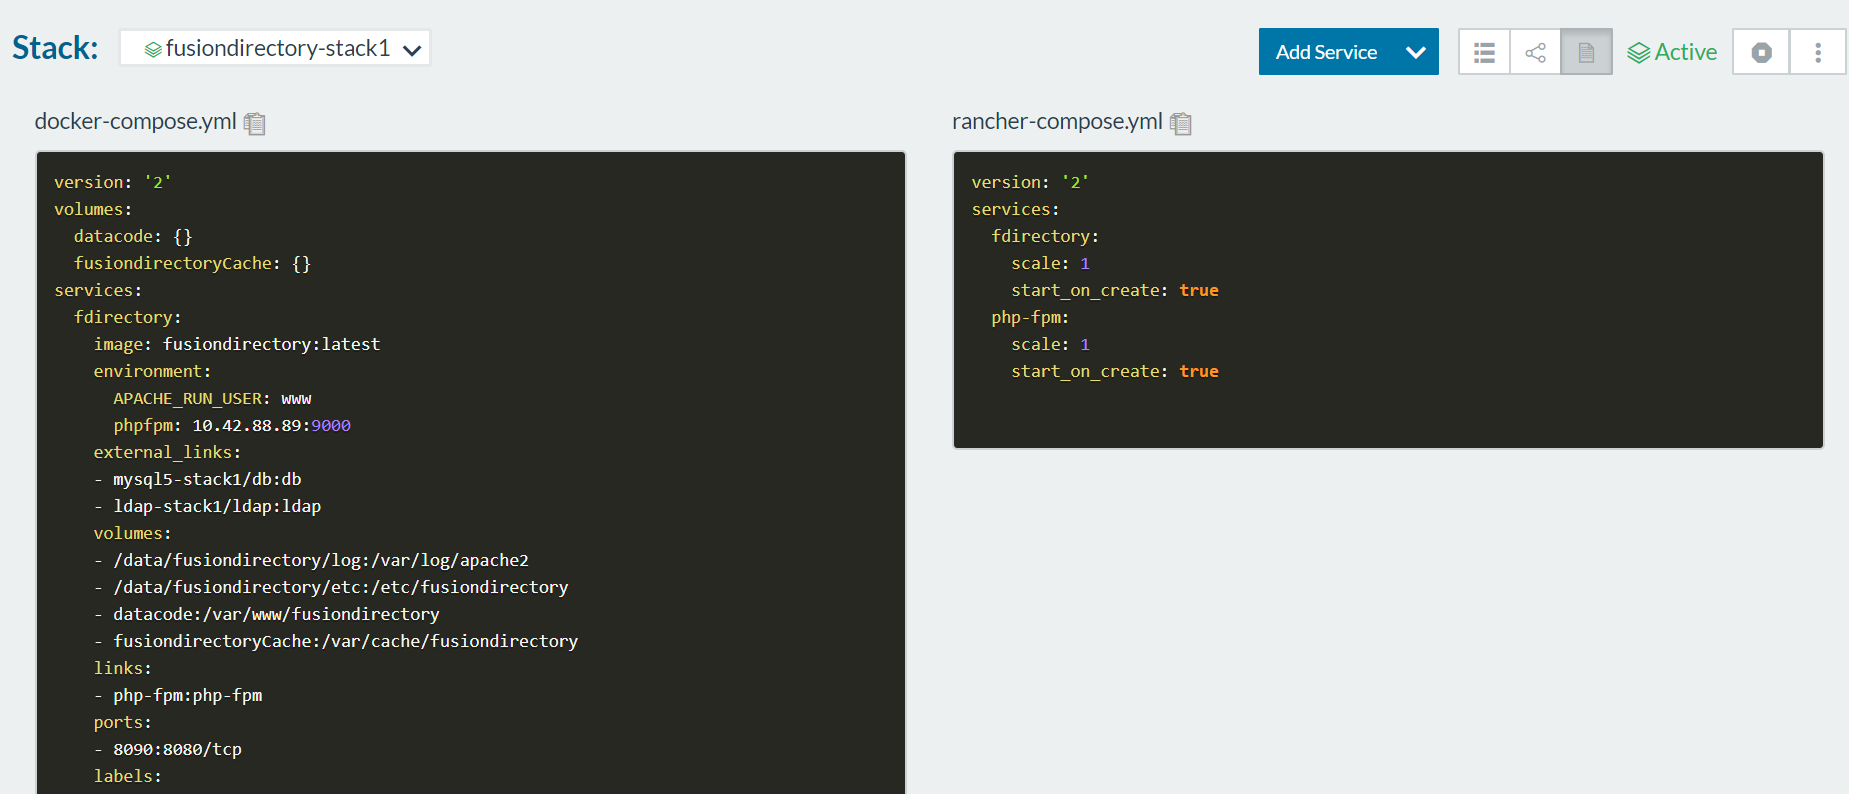 Stack: fusiondirectory-stack1 Add Service Active
docker-compose.yml
version: '2'
volumes:
  datacode: {}
  fusiondirectoryCache: {}
services:
  fdirectory:
    image: fusiondirectory:latest
    environment:
      APACHE_RUN_USER: www
      phpfpm: 10.42.88.89:9000
    external_links:
    - mysql5-stack1/db:db
    - ldap-stack1/ldap:ldap
    volumes:
    - /data/fusiondirectory/log:/var/log/apache2
    - /data/fusiondirectory/etc:/etc/fusiondirectory
    - datacode:/var/www/fusiondirectory
    - fusiondirectoryCache:/var/cache/fusiondirectory
    links:
    - php-fpm:php-fpm
    ports:
    - 8090:8080/tcp
    labels:
rancher-compose.yml
version: '2'
services:
  fdirectory:
    scale: 1
    start_on_create: true
  php-fpm:
    scale: 1
    start_on_create: true